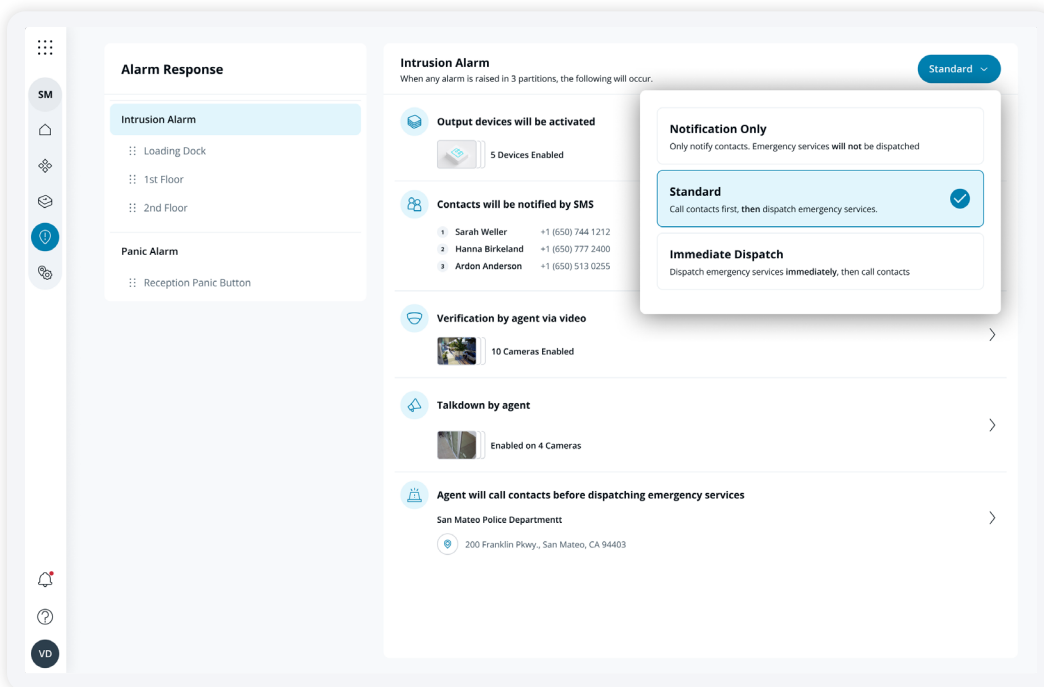 SM
VD
Alarm Response
Intrusion Alarm
Loading Dock
1st Floor
2nd Floor
Panic Alarm
Reception Panic Button
Intrusion Alarm
When any alarm is raised in 3 partitions, the following will occur.
Standard
Notification Only
Only notify contacts. Emergency services will not be dispatched
Standard
Call contacts first, then dispatch emergency services.
Immediate Dispatch
Dispatch emergency services immediately, then call contacts
Output devices will be activated
5 Devices Enabled
Contacts will be notified by SMS
1 Sarah Weller +1 (650) 744 1212
2 Hanna Birkeland +1 (650) 777 2400
3 Ardon Anderson +1 (650) 513 0255
Verification by agent via video
10 Cameras Enabled
Talkdown by agent
Enabled on 4 Cameras
Agent will call contacts before dispatching emergency services
San Mateo Police Departmentt
200 Franklin Pkwy., San Mateo, CA 94403